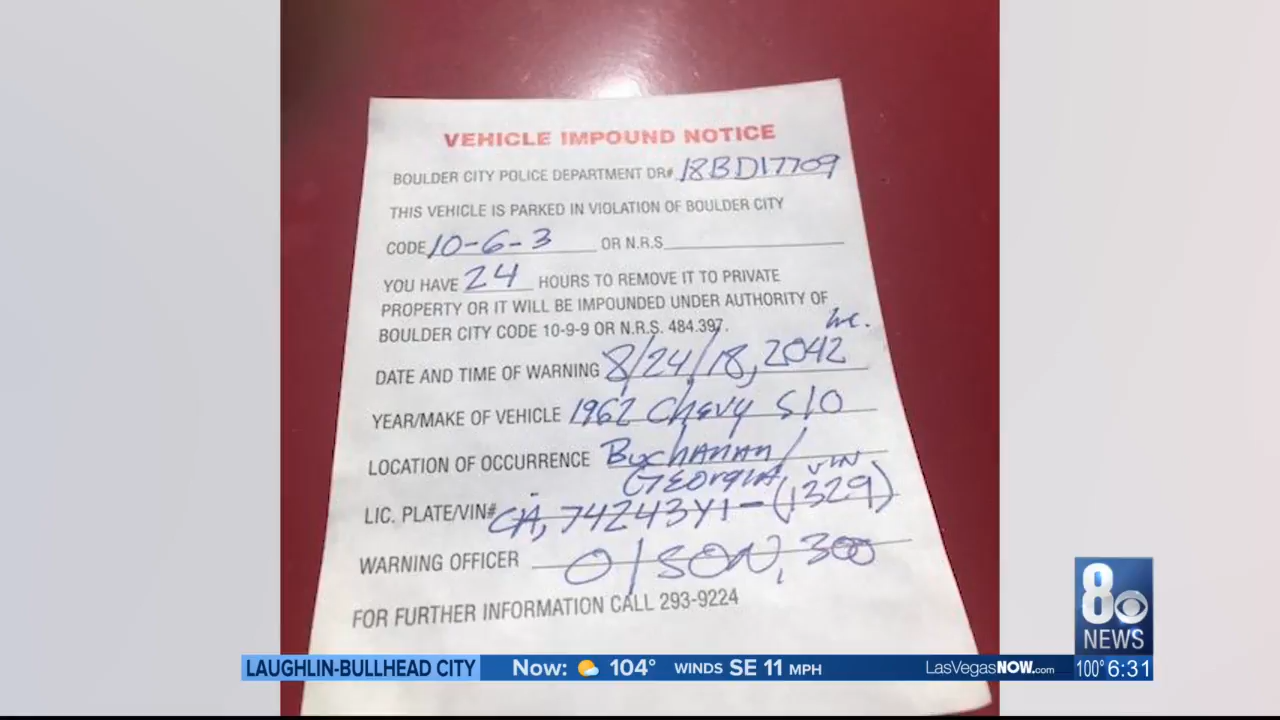 VEHICLE IMPOUND NOTICE
BOULDER CITY POLICE DEPARTMENT DR# 18BD17709
THIS VEHICLE IS PARKED IN VIOLATION OF BOULDER CITY
CODE 10-6-3 OR N.R.S.
YOU HAVE 24 HOURS TO REMOVE IT TO PRIVATE
PROPERTY OR IT WILL BE IMPOUNDED UNDER AUTHORITY OF
BOULDER CITY CODE 10-9-9 OR N.R.S. 484.397.
DATE AND TIME OF WARNING 8/24/18, 2042
YEAR/MAKE OF VEHICLE 1962 Chevy S10
LOCATION OF OCCURRENCE Buchanan/
Georgia
VIN
LIC. PLATE/VIN# CA, 74243Y1-(1329)
WARNING OFFICER Olson, 300
FOR FURTHER INFORMATION CALL 293-9224
8 NEWS
LAUGHLIN-BULLHEAD CITY Now: 104° WINDS SE 11 MPH LasVegasNOW.com 100° 6:31